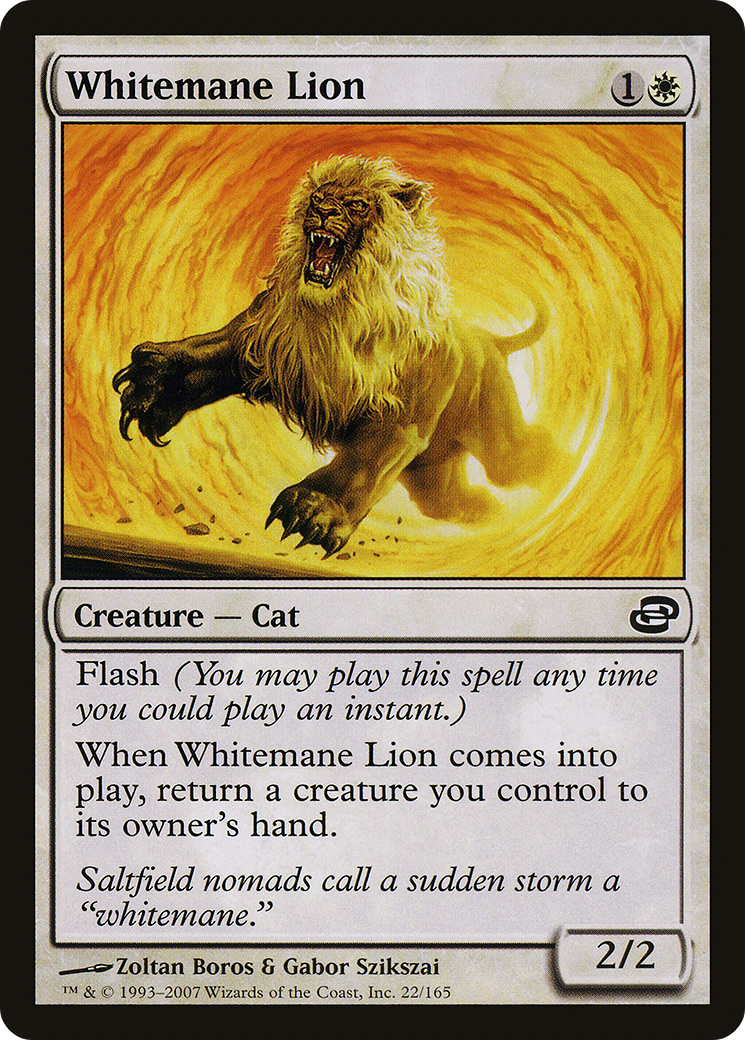 Whitemane Lion 1
Creature — Cat
Flash (You may play this spell any time
you could play an instant.)
When Whitemane Lion comes into
play, return a creature you control to
its owner's hand.
Saltfield nomads call a sudden storm a
“whitemane.”
2/2
Zoltan Boros & Gabor Szikszai
™ & © 1993–2007 Wizards of the Coast, Inc. 22/165